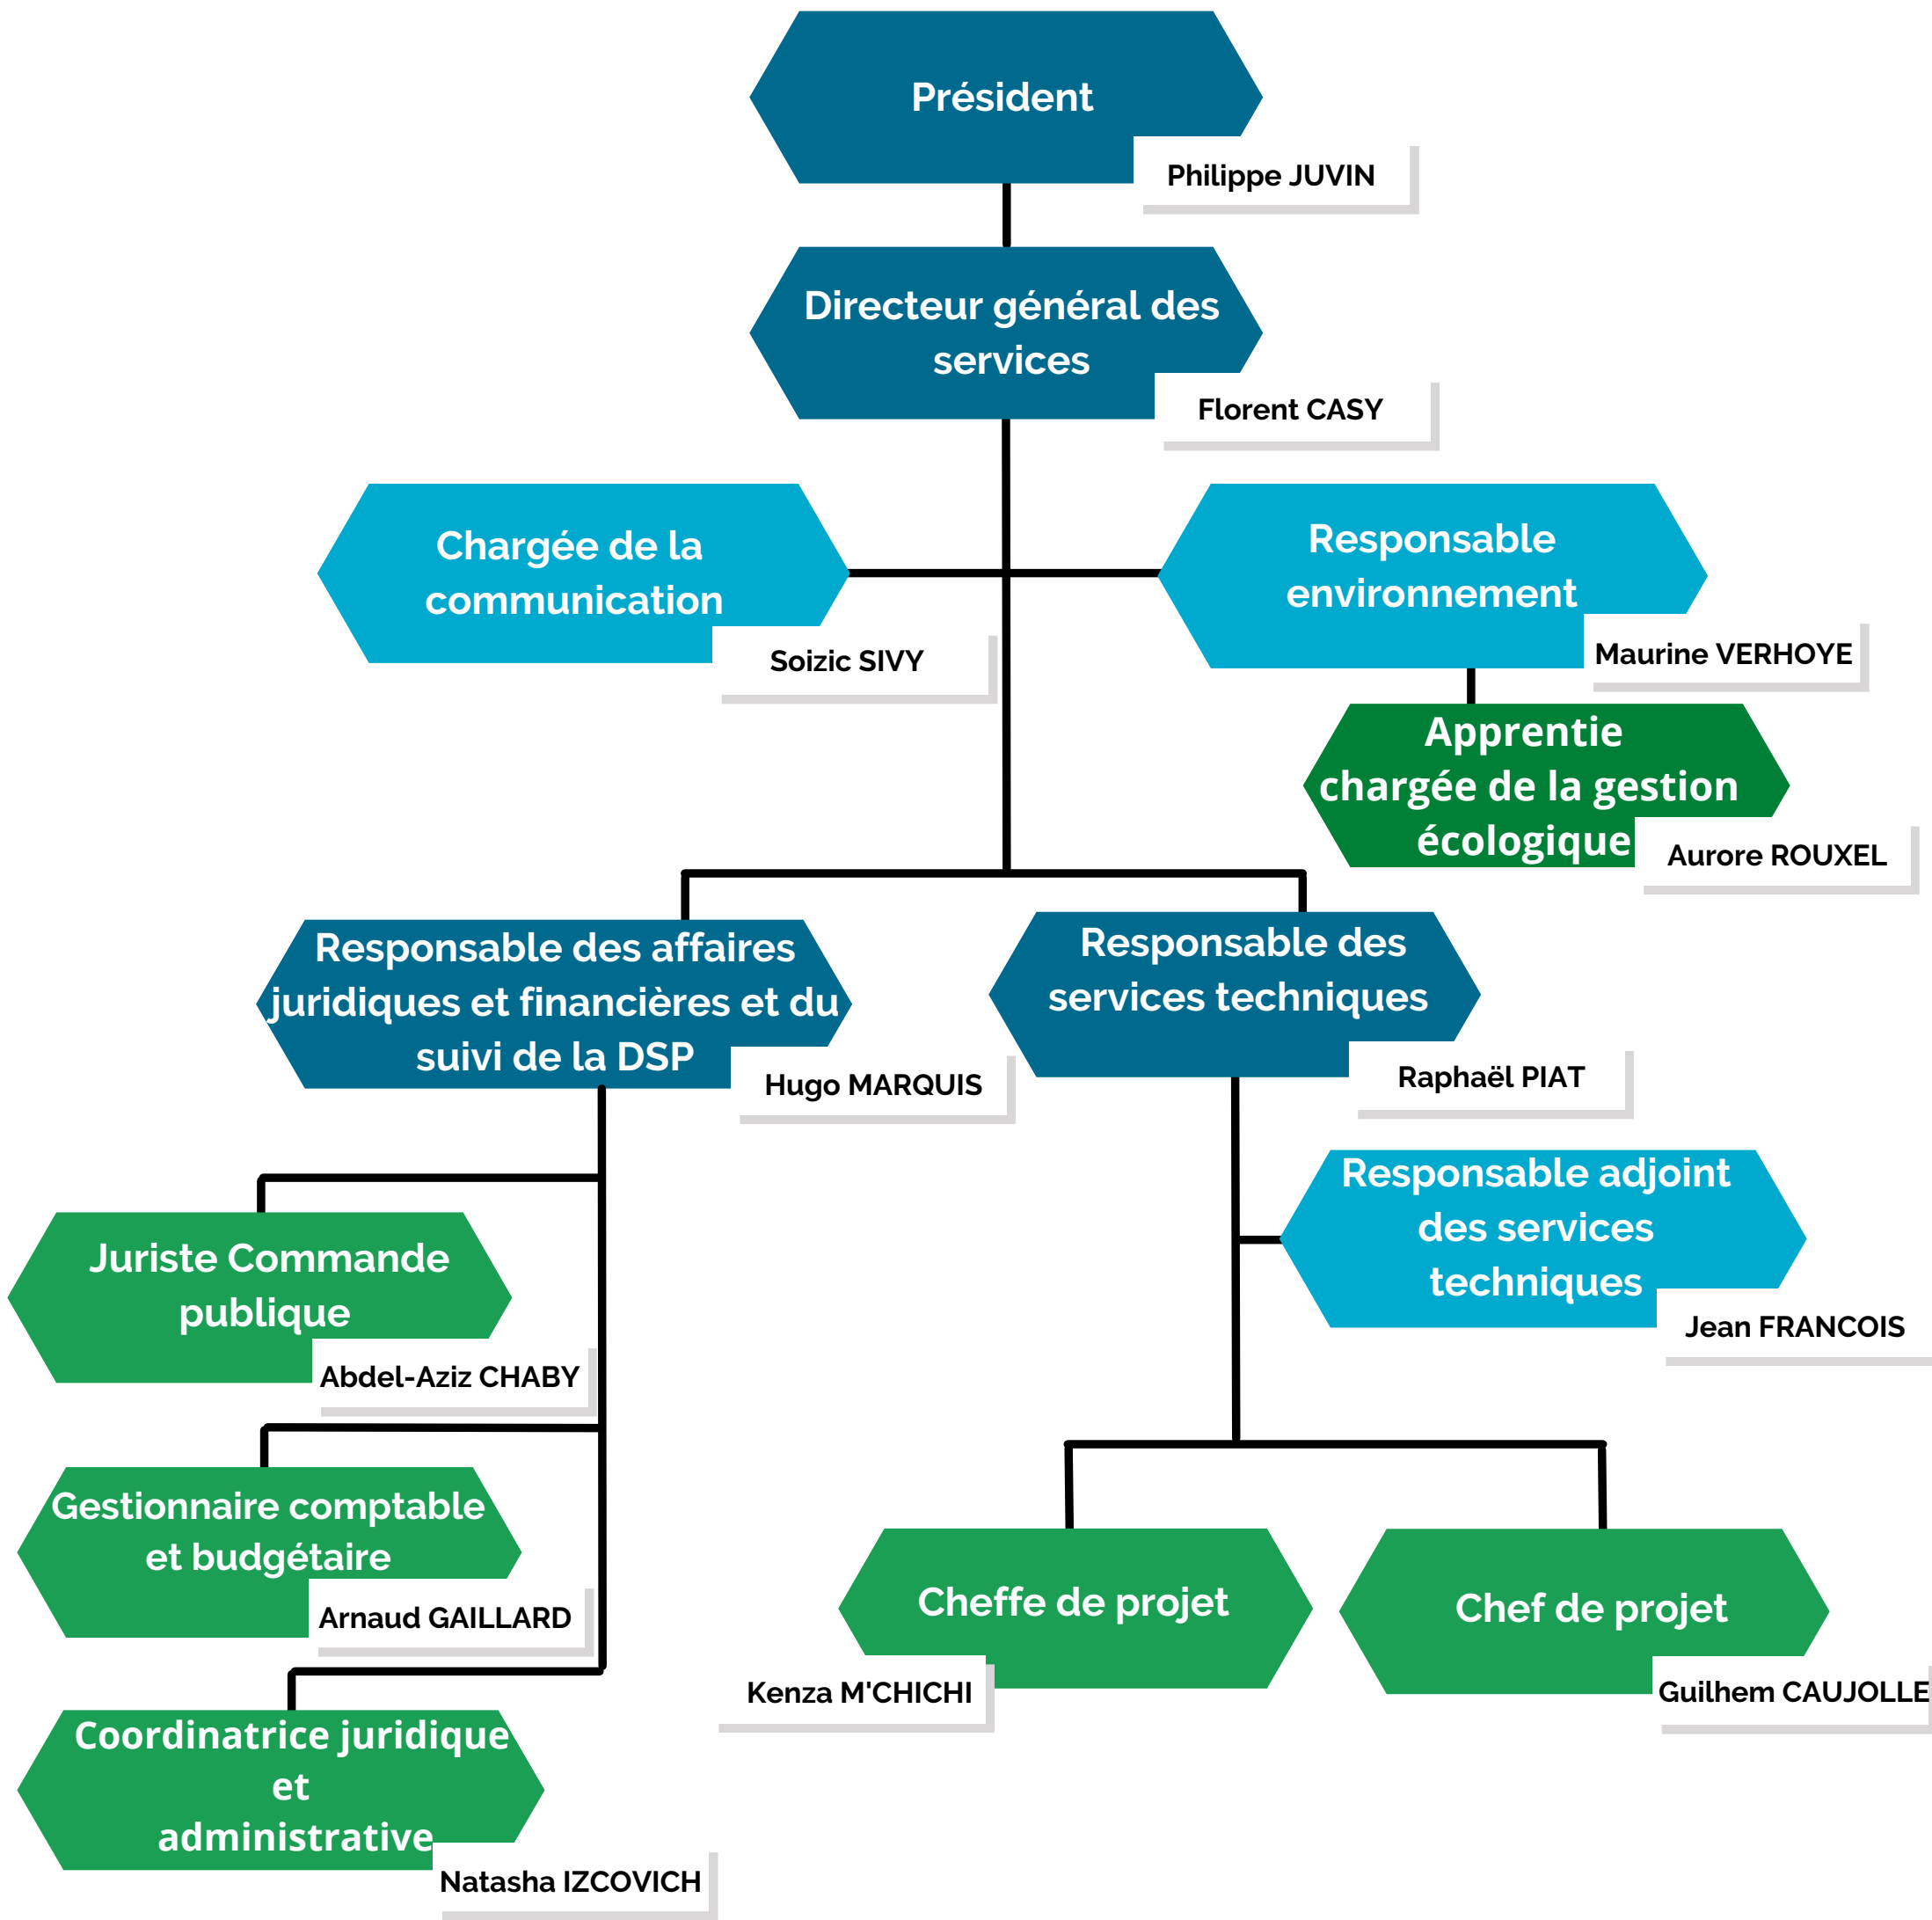 Président
Philippe JUVIN
Directeur général des
services
Florent CASY
Chargée de la
communication
Soizic SIVY
Responsable
environnement
Maurine VERHOYE
Apprentie
chargée de la gestion
écologique
Aurore ROUXEL
Responsable des affaires
juridiques et financières et du
suivi de la DSP
Hugo MARQUIS
Responsable des
services techniques
Raphaël PIAT
Responsable adjoint
des services
techniques
Jean FRANCOIS
Juriste Commande
publique
Abdel-Aziz CHABY
Gestionnaire comptable
et budgétaire
Arnaud GAILLARD
Coordinatrice juridique
et
administrative
Natasha IZCOVICH
Cheffe de projet
Kenza M'CHICHI
Chef de projet
Guilhem CAUJOLLE